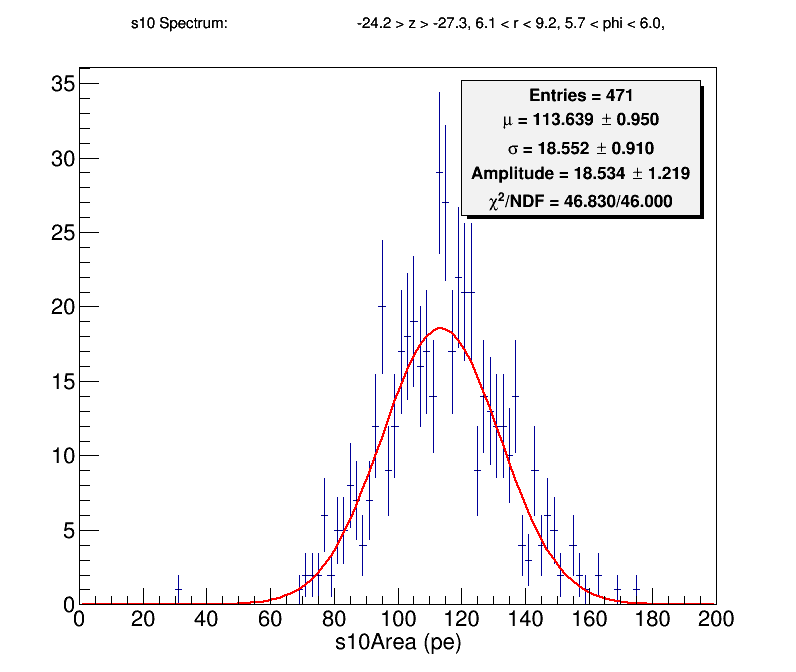 s10 Spectrum: -24.2 > z > -27.3, 6.1 < r < 9.2, 5.7 < phi < 6.0,
Entries = 471
μ = 113.639 ± 0.950
σ = 18.552 ± 0.910
Amplitude = 18.534 ± 1.219
χ²/NDF = 46.830/46.000
35
30
25
20
15
10
5
0
0 20 40 60 80 100 120 140 160 180 200
s10Area (pe)